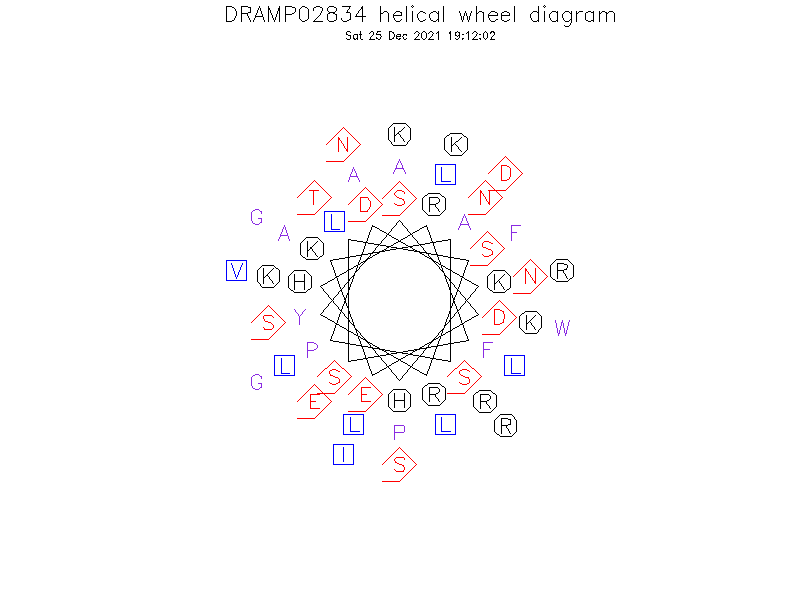 DRAMP02834 helical wheel diagram
Sat 25 Dec 2021 19:12:02
K
N K
A
A L D
T D S R N
G L A F
A K S
V K H K N R
S Y D K W
P F
G L S S L
E E H R R
L P L R
I S